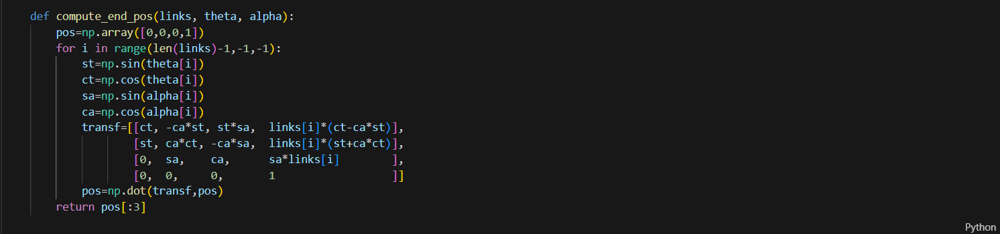 def compute_end_pos(links, theta, alpha):
    pos=np.array([0,0,0,1])
    for i in range(len(links)-1,-1,-1):
        st=np.sin(theta[i])
        ct=np.cos(theta[i])
        sa=np.sin(alpha[i])
        ca=np.cos(alpha[i])
        transf=[[ct, -ca*st, st*sa,  links[i]*(ct-ca*st)],
                [st, ca*ct, -ca*sa,  links[i]*(st+ca*ct)],
                [0,  sa,    ca,      sa*links[i]        ],
                [0,  0,     0,       1                  ]]
        pos=np.dot(transf,pos)
    return pos[:3]
Python